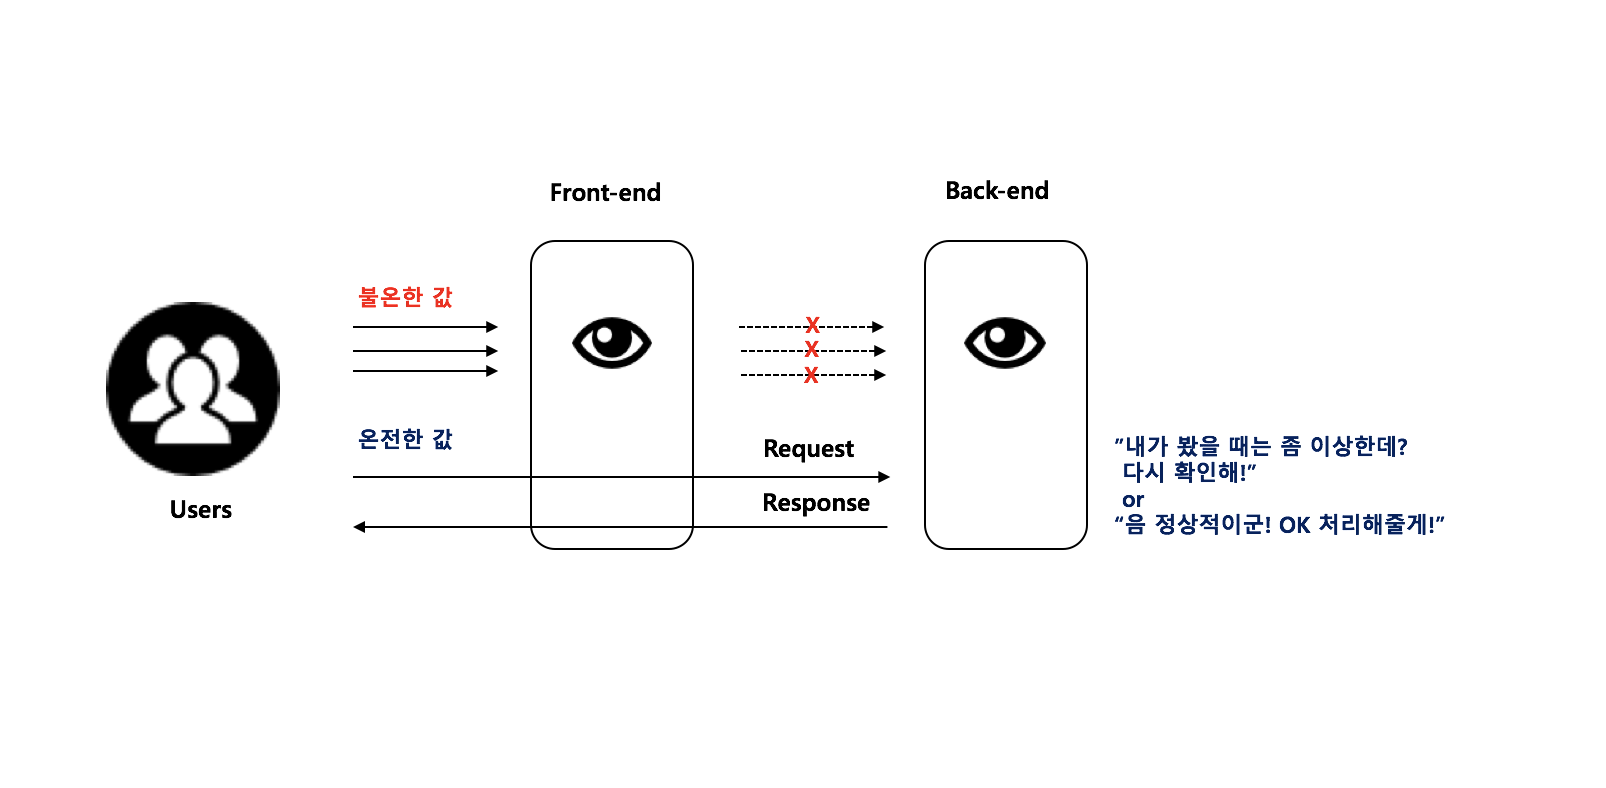 Front-end
Back-end
불온한 값
X
X
X
온전한 값
Request
Response
Users
”내가 봤을 때는 좀 이상한데?
다시 확인해!”
or
“음 정상적이군! OK 처리해줄게!”